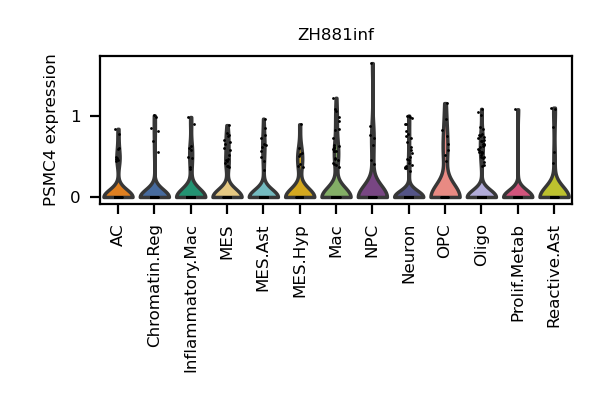 ZH881inf
PSMC4 expression
1
0
AC
Chromatin.Reg
Inflammatory.Mac
MES
MES.Ast
MES.Hyp
Mac
NPC
Neuron
OPC
Oligo
Prolif.Metab
Reactive.Ast